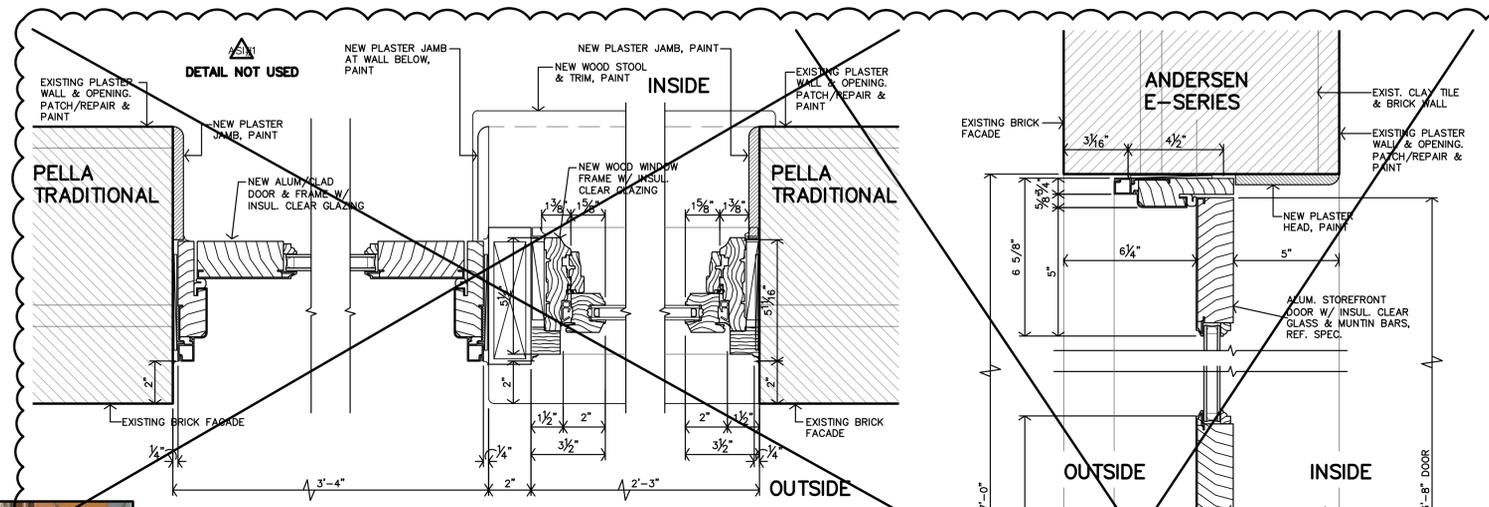 ASI#1
DETAIL NOT USED
EXISTING PLASTER
WALL & OPENING.
PATCH/REPAIR &
PAINT
NEW PLASTER
JAMB, PAINT
PELLA
TRADITIONAL
NEW ALUM/CLAD
DOOR & FRAME W/
INSUL. CLEAR GLAZING
NEW PLASTER JAMB
AT WALL BELOW,
PAINT
NEW PLASTER JAMB, PAINT
NEW WOOD STOOL
& TRIM, PAINT
INSIDE
EXISTING PLASTER
WALL & OPENING.
PATCH/REPAIR &
PAINT
NEW WOOD WINDOW
FRAME W/ INSUL.
CLEAR GLAZING
PELLA
TRADITIONAL
1⅜"
1⅝"
1⅝"
1⅜"
5 1/16"
2"
2"
2"
EXISTING BRICK FACADE
EXISTING BRICK
FACADE
1½"
2"
2"
1½"
3½"
3½"
¼"
¼"
¼"
3'-4"
2"
2'-3"
OUTSIDE
ANDERSEN
E-SERIES
EXISTING BRICK
FACADE
EXIST. CLAY TILE
& BRICK WALL
EXISTING PLASTER
WALL & OPENING.
PATCH/REPAIR &
PAINT
3 1/16"
4½"
NEW PLASTER
HEAD, PAINT
6 5/8"
5"
6¼"
5"
ALUM. STOREFRONT
DOOR W/ INSUL. CLEAR
GLASS & MUNTIN BARS,
REF. SPEC.
OUTSIDE
INSIDE
'-0"
'-8" DOOR